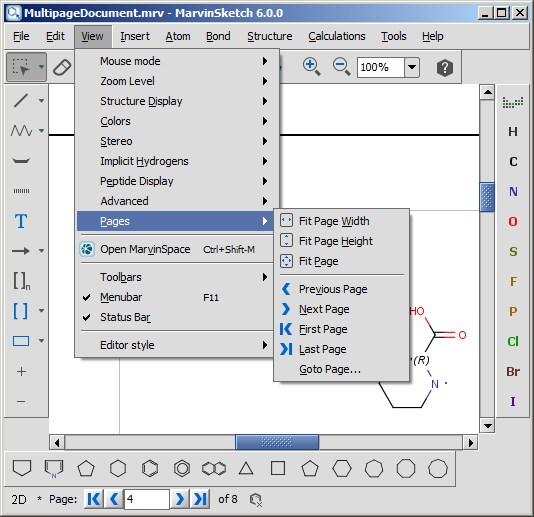 MultipageDocument.mrv - MarvinSketch 6.0.0
File Edit View Insert Atom Bond Structure Calculations Tools Help
100%
Mouse mode
Zoom Level
Structure Display
Colors
Stereo
Implicit Hydrogens
Peptide Display
Advanced
Pages
Open MarvinSpace Ctrl+Shift-M
Toolbars
Menubar F11
Status Bar
Editor style
Fit Page Width
Fit Page Height
Fit Page
Previous Page
Next Page
First Page
Last Page
Goto Page...
T
[]n
[ ]
H
C
N
O
S
F
P
Cl
Br
I
HO
O
(R)
N
N
2D * Page: 4 of 8